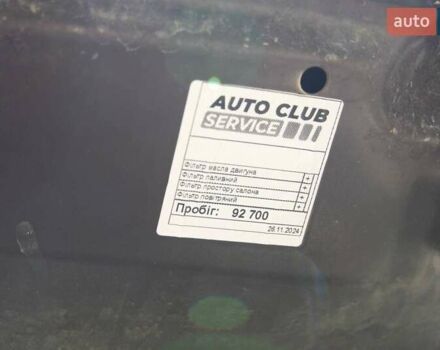 auto
AUTO CLUB
SERVICE
Фільтр масла двигуна +
Фільтр паливний +
Фільтр простору салона +
Фільтр повітряний +
Пробіг: 92 700
26.11.2024